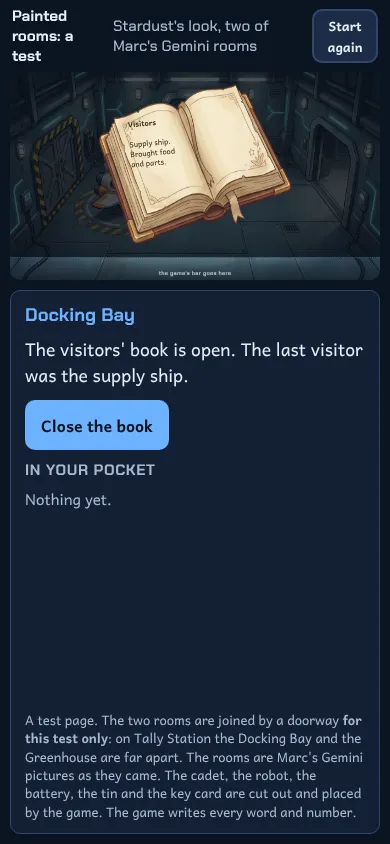 Painted
rooms: a
test
Stardust's look, two of
Marc's Gemini rooms
Start
again
Visitors
Supply ship.
Brought food
and parts.
the game's bar goes here
Docking Bay
The visitors' book is open. The last visitor
was the supply ship.
Close the book
IN YOUR POCKET
Nothing yet.
A test page. The two rooms are joined by a doorway for
this test only: on Tally Station the Docking Bay and the
Greenhouse are far apart. The rooms are Marc's Gemini
pictures as they came. The cadet, the robot, the
battery, the tin and the key card are cut out and placed
by the game. The game writes every word and number.